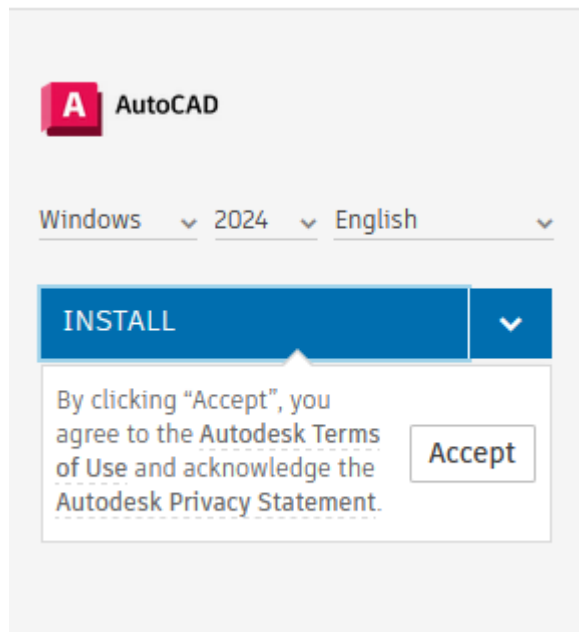 A AutoCAD
Windows 2024 English
INSTALL
By clicking “Accept”, you
agree to the Autodesk Terms
of Use and acknowledge the
Autodesk Privacy Statement.
Accept